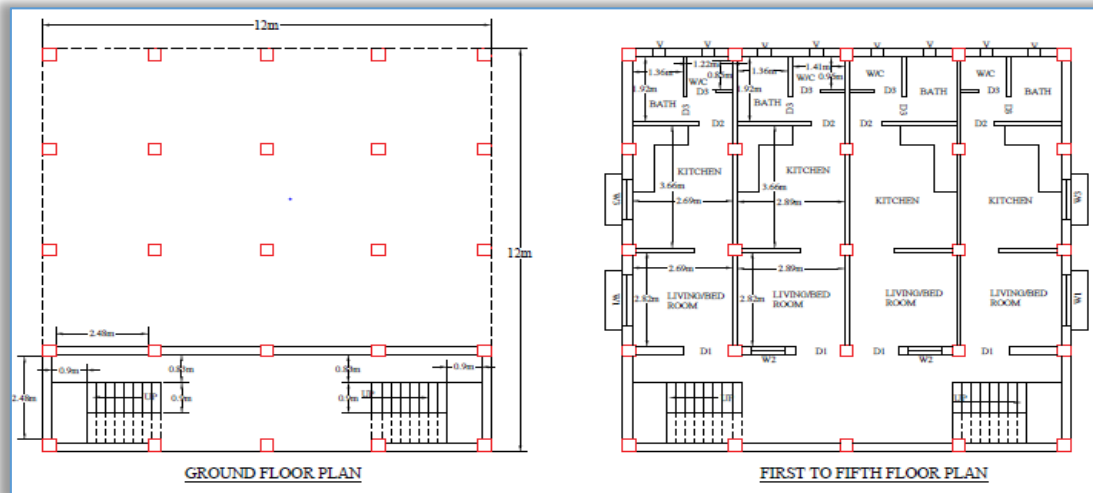 12m
12m
2.48m
0.9m
2.48m
0.83m
0.9m
UP
0.83m
0.9m
UP
0.9m
GROUND FLOOR PLAN
V V V V V V V V
1.22m
1.36m
0.85m
W/C
1.92m
BATH
D3
D3
D2
1.41m
1.36m
0.95m
W/C
1.92m
BATH
D3
D3
D2
W/C
D3
BATH
D3
D2
W/C
D3
BATH
D3
D2
KITCHEN
3.66m
2.69m
KITCHEN
3.66m
2.89m
KITCHEN
KITCHEN
W3
W3
2.69m
2.82m
LIVING/BED
ROOM
2.89m
2.82m
LIVING/BED
ROOM
LIVING/BED
ROOM
LIVING/BED
ROOM
W1
W1
D1
W2
D1
D1
W2
D1
UP
UP
FIRST TO FIFTH FLOOR PLAN